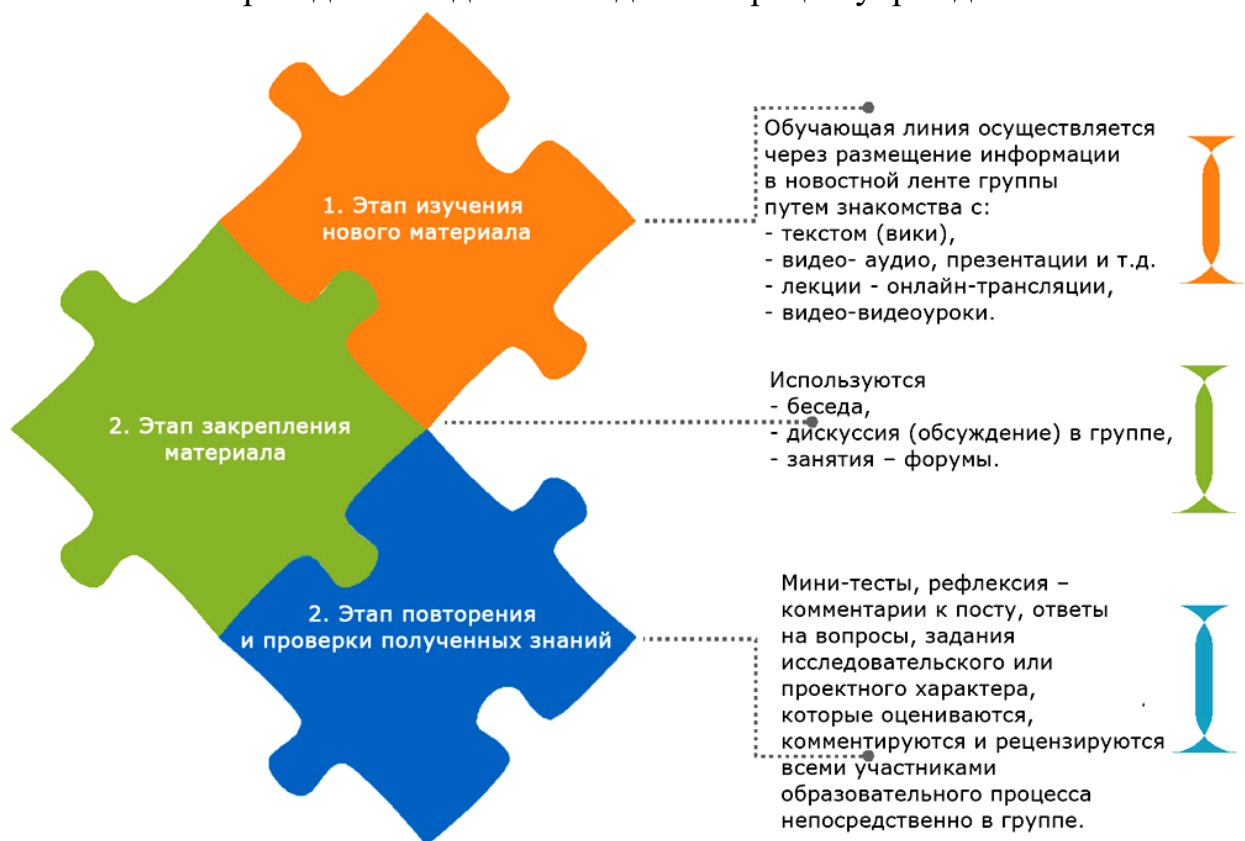 1. Этап изучения
нового материала
Обучающая линия осуществляется
через размещение информации
в новостной ленте группы
путем знакомства с:
- текстом (вики),
- видео- аудио, презентации и т.д.
- лекции - онлайн-трансляции,
- видео-видеоуроки.
2. Этап закрепления
материала
Используются
- беседа,
- дискуссия (обсуждение) в группе,
- занятия – форумы.
2. Этап повторения
и проверки полученных знаний
Мини-тесты, рефлексия –
комментарии к посту, ответы
на вопросы, задания
исследовательского или
проектного характера,
которые оцениваются,
комментируются и рецензируются
всеми участниками
образовательного процесса
непосредственно в группе.